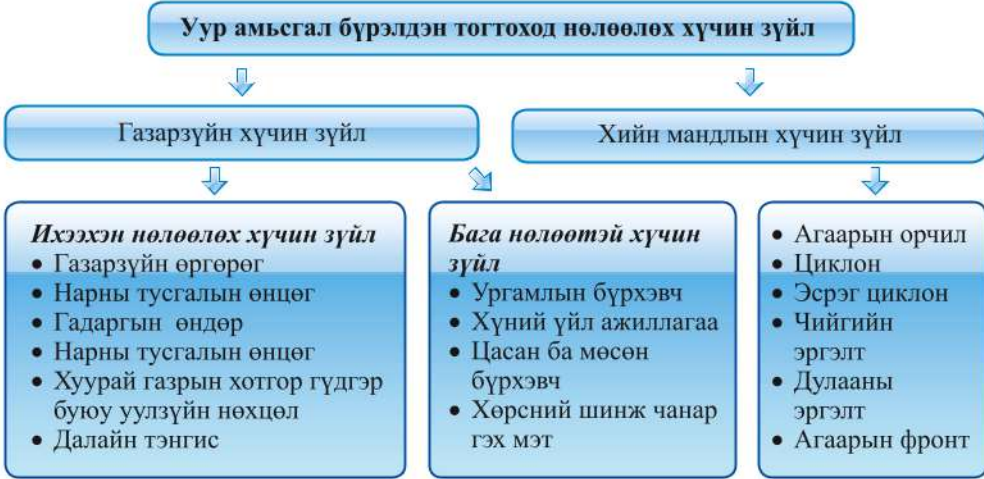 Уур амьсгал бүрэлдэн тогтоход нөлөөлөх хүчин зүйл
Газарзүйн хүчин зүйл
Хийн мандлын хүчин зүйл
Ихээхэн нөлөөлөх хүчин зүйл
• Газарзүйн өргөрөг
• Нарны тусгалын өнцөг
• Гадаргын өндөр
• Нарны тусгалын өнцөг
• Хуурай газрын хотгор гүдгэр
буюу уулзүйн нөхцөл
• Далайн тэнгис
Бага нөлөөтэй хүчин
зүйл
• Ургамлын бүрхэвч
• Хүний үйл ажиллагаа
• Цасан ба мөсөн
бүрхэвч
• Хөрсний шинж чанар
гэх мэт
• Агаарын орчил
• Циклон
• Эсрэг циклон
• Чийгийн
эргэлт
• Дулааны
эргэлт
• Агаарын фронт